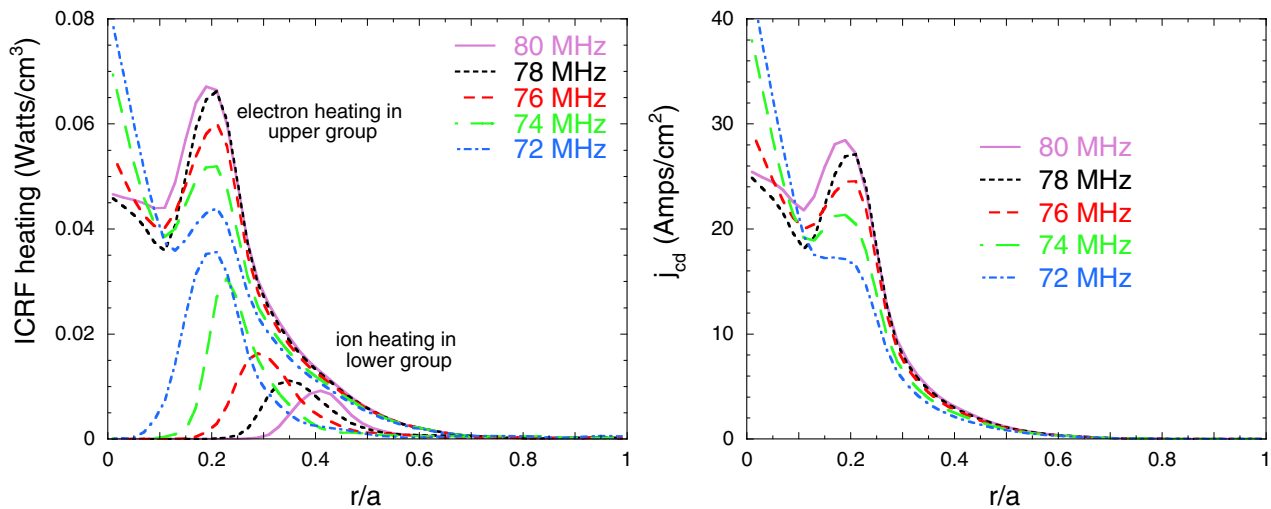 ICRF heating (Watts/cm³)
0.08
0.06
0.04
0.02
0
80 MHz
78 MHz
76 MHz
74 MHz
72 MHz
electron heating in
upper group
ion heating in
lower group
0 0.2 0.4 0.6 0.8 1
r/a
j_cd (Amps/cm²)
40
30
20
10
0
80 MHz
78 MHz
76 MHz
74 MHz
72 MHz
0 0.2 0.4 0.6 0.8 1
r/a